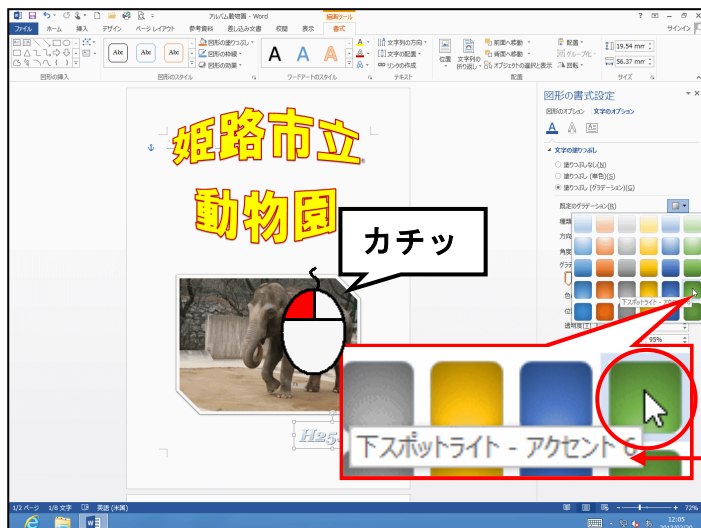 アルバム動物園 - Word
描画ツール
ファイル ホーム 挿入 デザイン ページ レイアウト 参考資料 差し込み文書 校閲 表示 書式
サインイン
Abc Abc Abc
図形の塗りつぶし
図形の枠線
図形の効果
A A A
文字列の方向
文字の配置
リンクの作成
位置
文字列の折り返し
前面へ移動
背面へ移動
オブジェクトの選択と表示
配置
グループ化
回転
19.54 mm
56.37 mm
図形の挿入 図形のスタイル ワードアートのスタイル テキスト 配置 サイズ
図形の書式設定
図形のオプション 文字のオプション
文字の塗りつぶし
塗りつぶしなし(N)
塗りつぶし (単色)(S)
塗りつぶし (グラデーション)(G)
既定のグラデーション(R)
種類
方向
角度
透明度(T)
95%
姫路市立
動物園
カチッ
H25
下スポットライト - アクセント 6
1/2 ページ 1/8 文字 英語 (米国)
72%
12:05